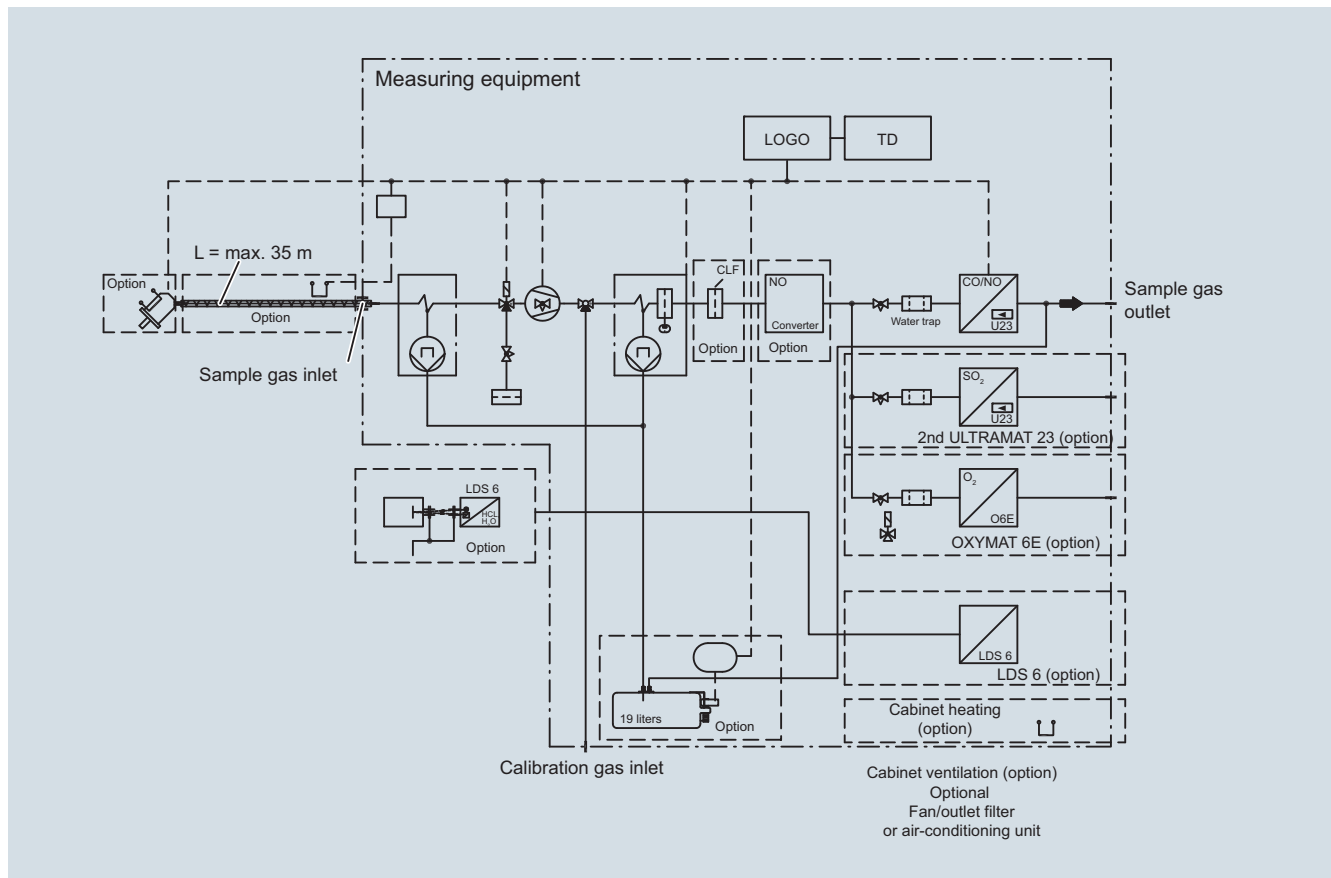 Measuring equipment
LOGO
TD
L = max. 35 m
Option
Option
CLF
Option
NO
Converter
Option
Water trap
CO/NO
U23
Sample gas
outlet
Sample gas inlet
SO₂
U23
2nd ULTRAMAT 23 (option)
O₂
O6E
OXYMAT 6E (option)
LDS 6
HCL
H₂O
Option
LDS 6
LDS 6 (option)
19 liters
Option
Cabinet heating
(option)
Calibration gas inlet
Cabinet ventilation (option)
Optional
Fan/outlet filter
or air-conditioning unit